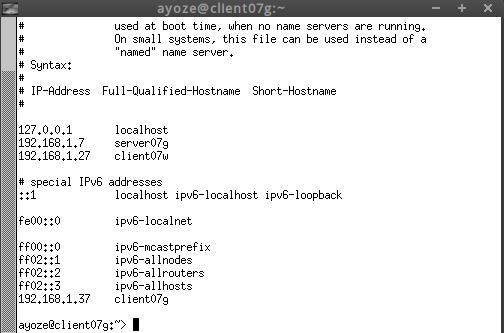 ayoze@client07g:~
#              used at boot time, when no name servers are running.
#              On small systems, this file can be used instead of a
#              "named" name server.
# Syntax:
#
# IP-Address  Full-Qualified-Hostname  Short-Hostname
#
127.0.0.1      localhost
192.168.1.7    server07g
192.168.1.27   client07w
# special IPv6 addresses
::1            localhost ipv6-localhost ipv6-loopback
fe00::0        ipv6-localnet
ff00::0        ipv6-mcastprefix
ff02::1        ipv6-allnodes
ff02::2        ipv6-allrouters
ff02::3        ipv6-allhosts
192.168.1.37   client07g
ayoze@client07g:~>